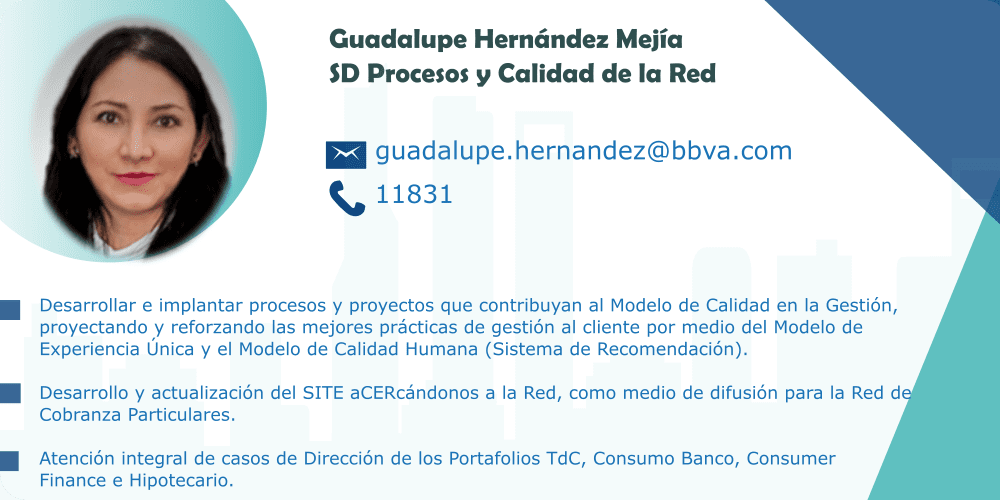 Guadalupe Hernández Mejía
SD Procesos y Calidad de la Red
guadalupe.hernandez@bbva.com
11831
Desarrollar e implantar procesos y proyectos que contribuyan al Modelo de Calidad en la Gestión,
proyectando y reforzando las mejores prácticas de gestión al cliente por medio del Modelo de
Experiencia Única y el Modelo de Calidad Humana (Sistema de Recomendación).
Desarrollo y actualización del SITE aCERcándonos a la Red, como medio de difusión para la Red de
Cobranza Particulares.
Atención integral de casos de Dirección de los Portafolios TdC, Consumo Banco, Consumer
Finance e Hipotecario.